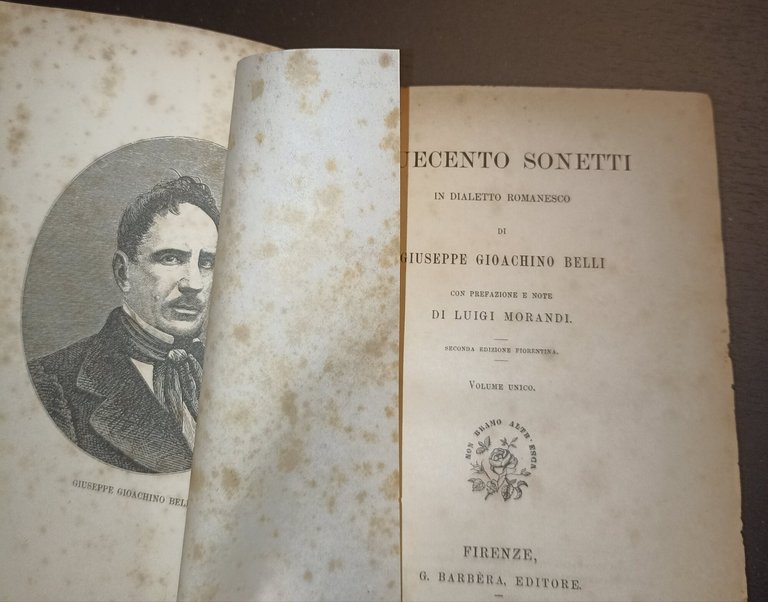 GIUSEPPE GIOACHINO BELL
UECENTO SONETTI
IN DIALETTO ROMANESCO
DI
GIUSEPPE GIOACHINO BELLI
CON PREFAZIONE E NOTE
DI LUIGI MORANDI.
SECONDA EDIZIONE FIORENTINA.
VOLUME UNICO.
NON BRAMO ALTR'ESCA
FIRENZE,
G. BARBÈRA, EDITORE.